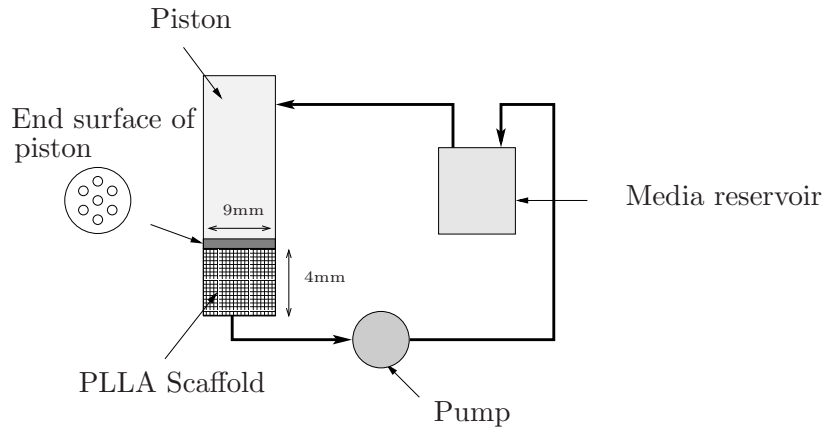 Piston
End surface of
piston
9mm
Media reservoir
4mm
PLLA Scaffold
Pump